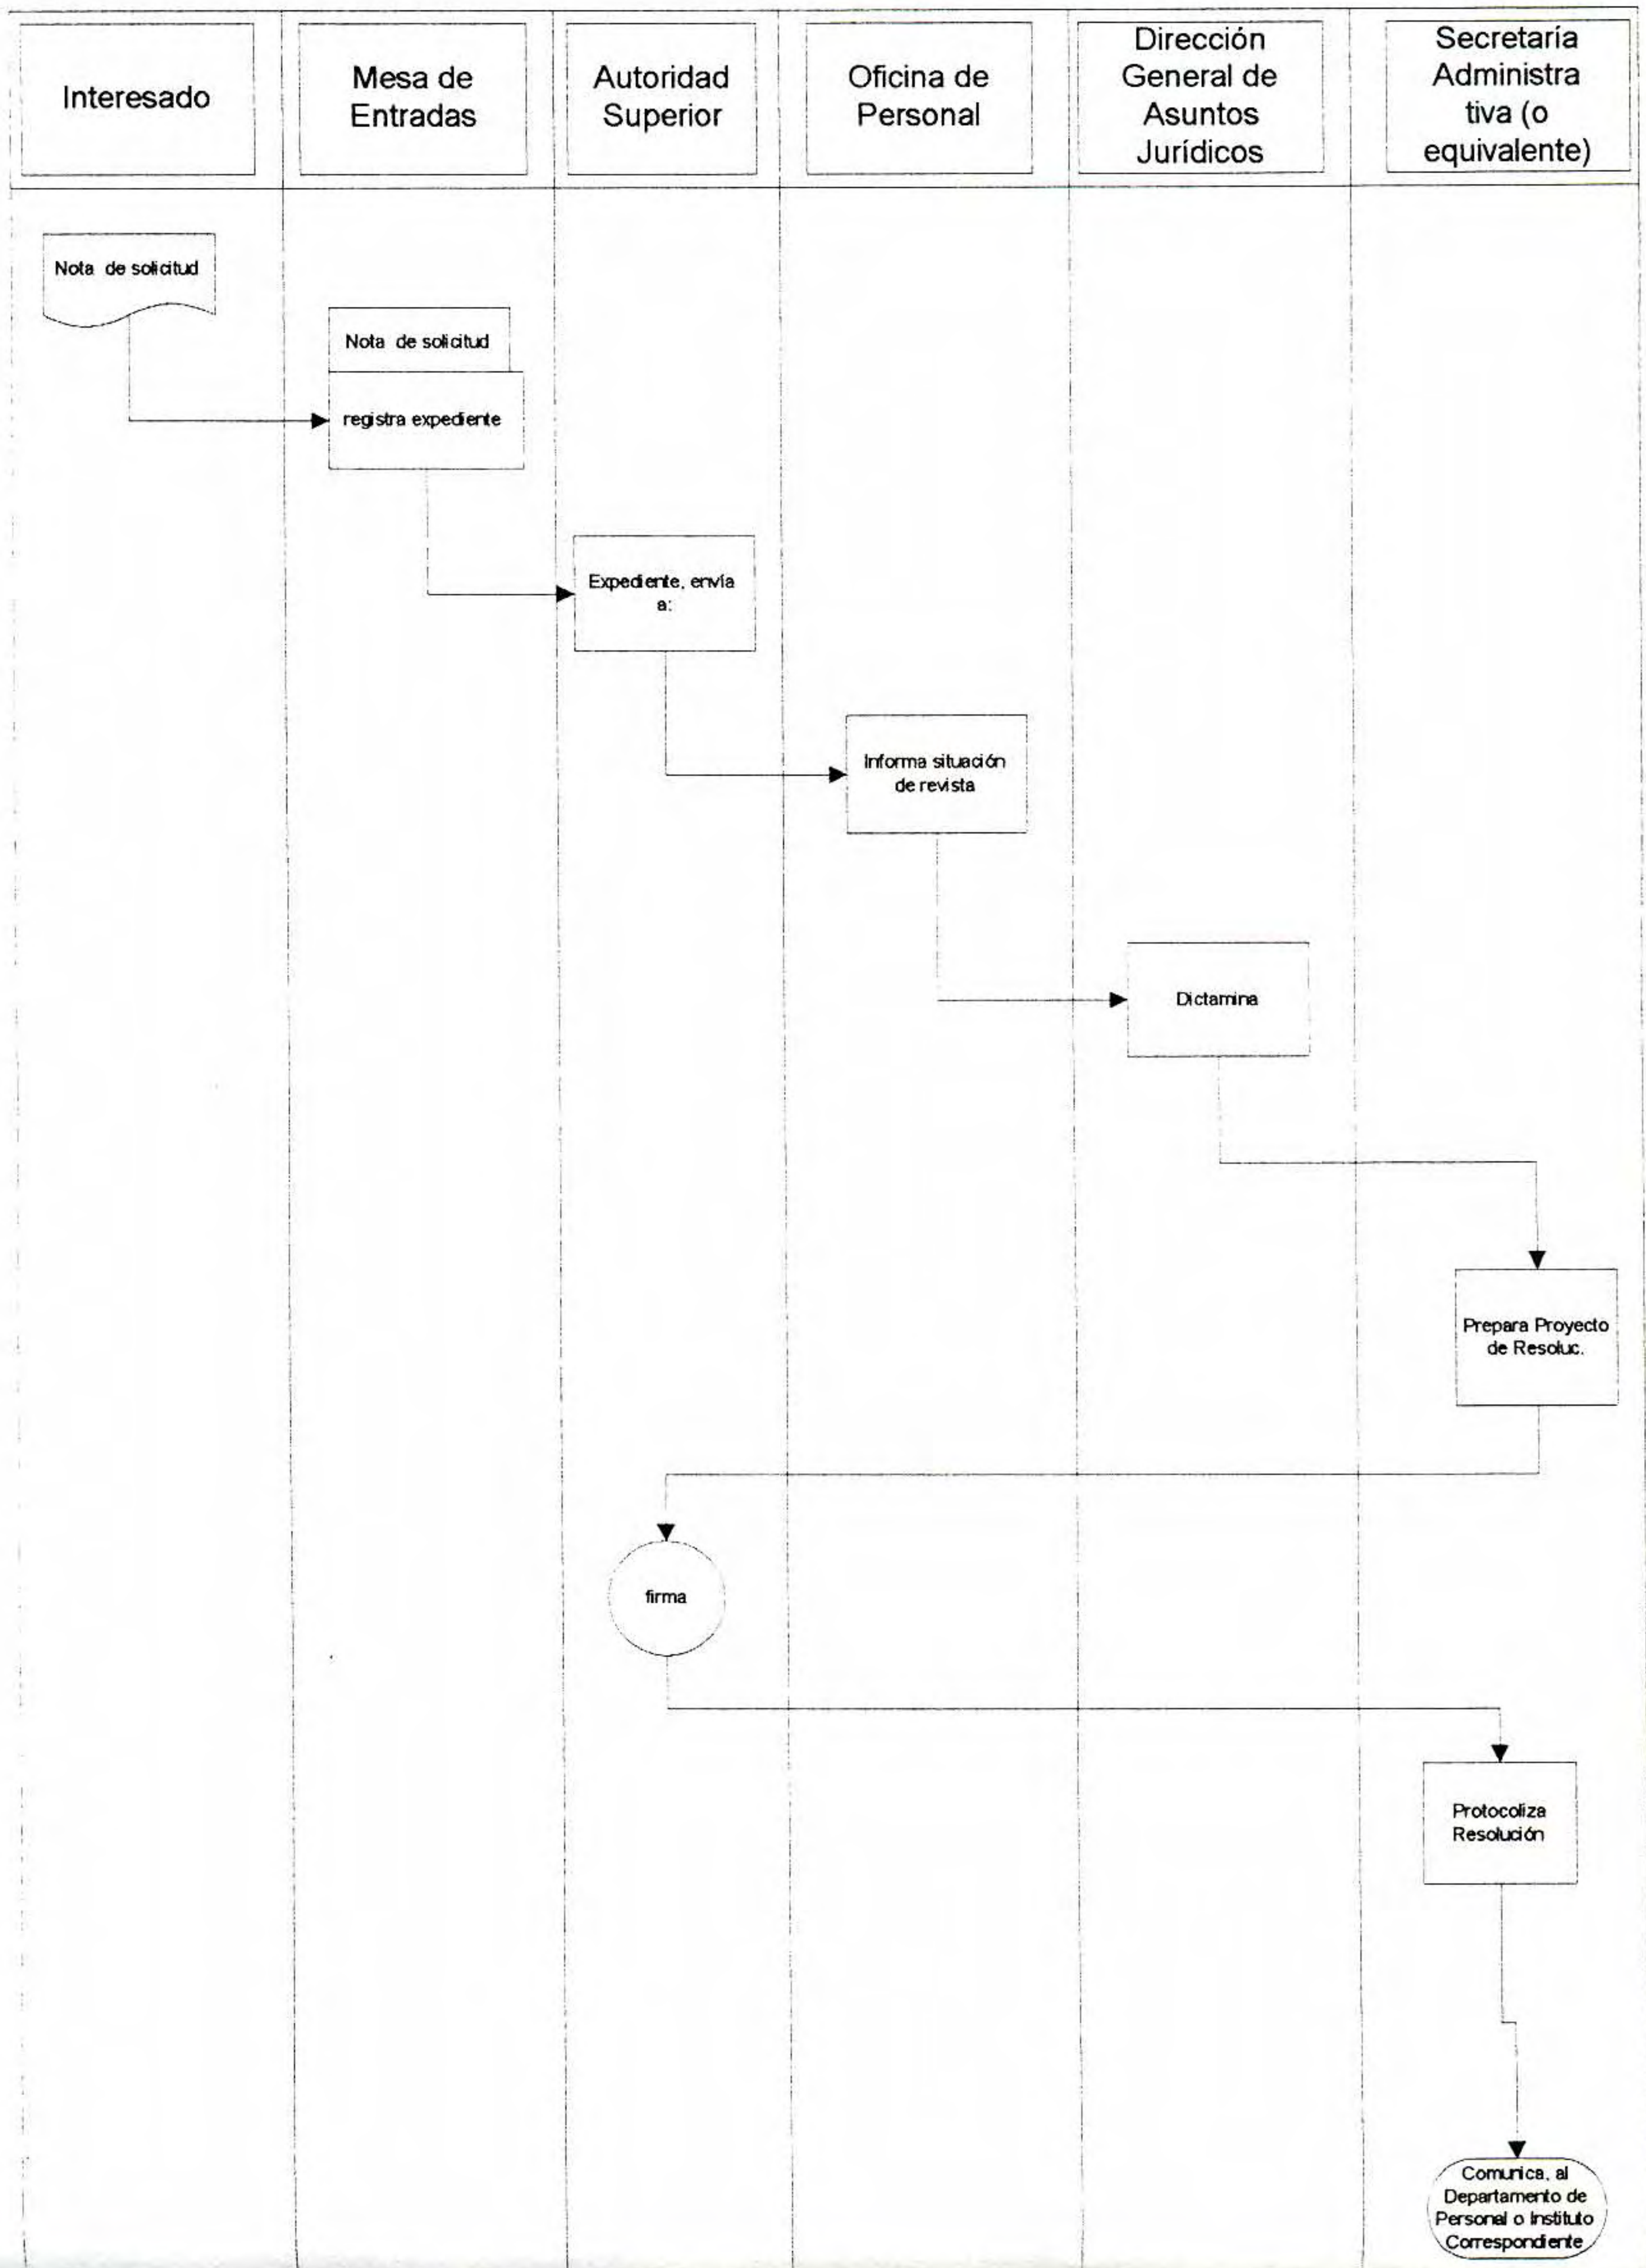 Interesado
Mesa de
Entradas
Autoridad
Superior
Oficina de
Personal
Dirección
General de
Asuntos
Jurídicos
Secretaría
Administra
tiva (o
equivalente)
Nota de solicitud
Nota de solicitud
registra expediente
Expediente, envía
a:
Informa situación
de revista
Dictamina
Prepara Proyecto
de Resoluc.
firma
Protocoliza
Resolución
Comunica, al
Departamento de
Personal o Instituto
Correspondiente